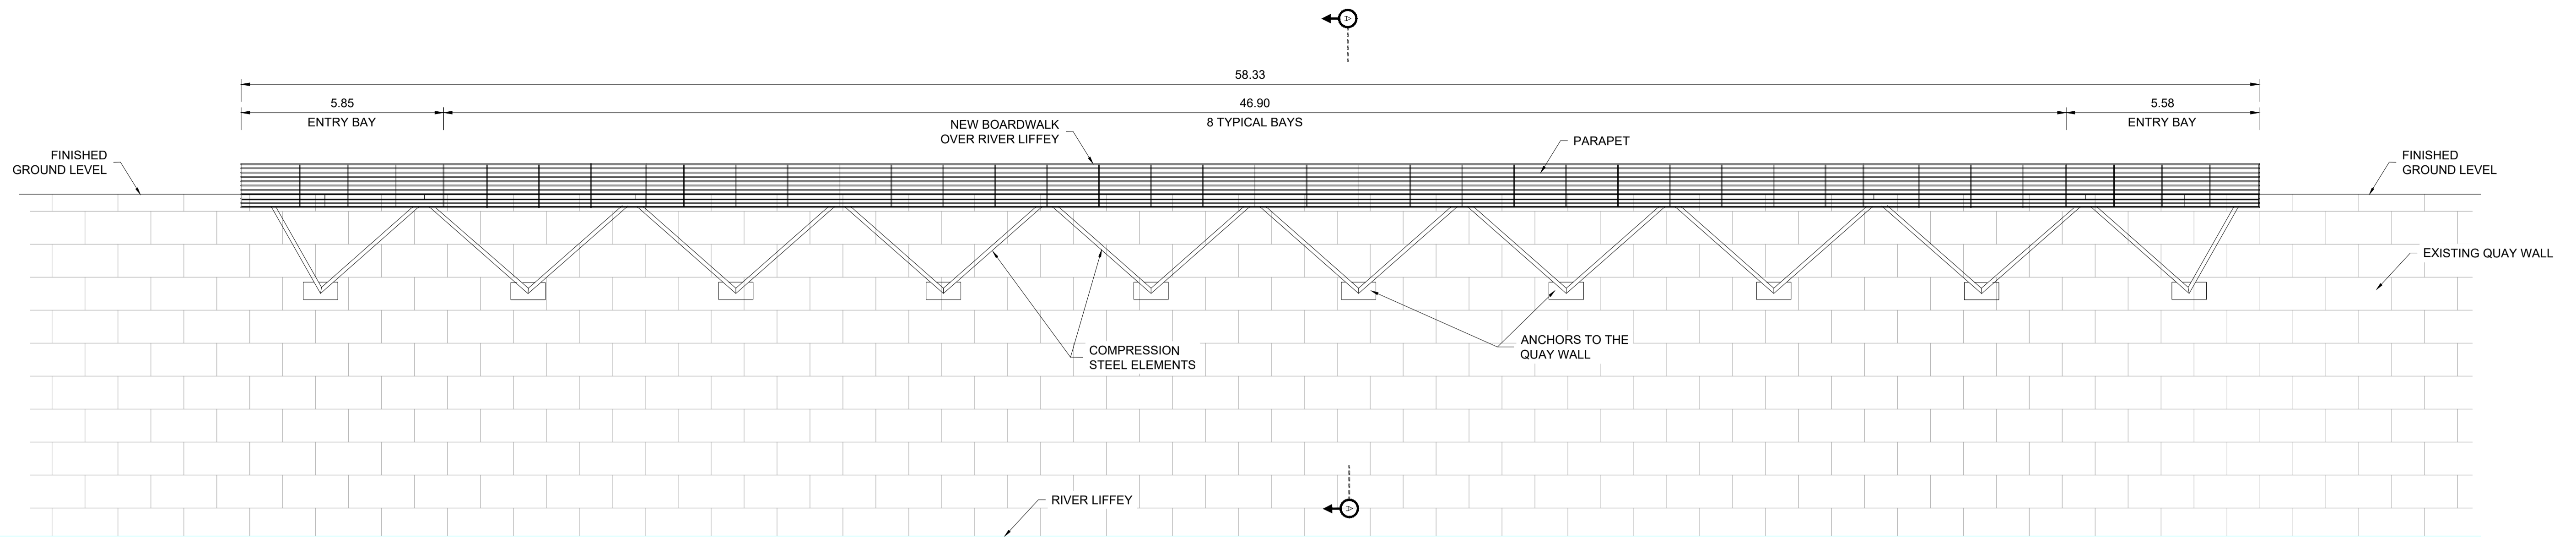 A
58.33
5.85
46.90
5.58
ENTRY BAY
8 TYPICAL BAYS
ENTRY BAY
NEW BOARDWALK
OVER RIVER LIFFEY
PARAPET
FINISHED
GROUND LEVEL
FINISHED
GROUND LEVEL
EXISTING QUAY WALL
COMPRESSION
STEEL ELEMENTS
ANCHORS TO THE
QUAY WALL
RIVER LIFFEY
A